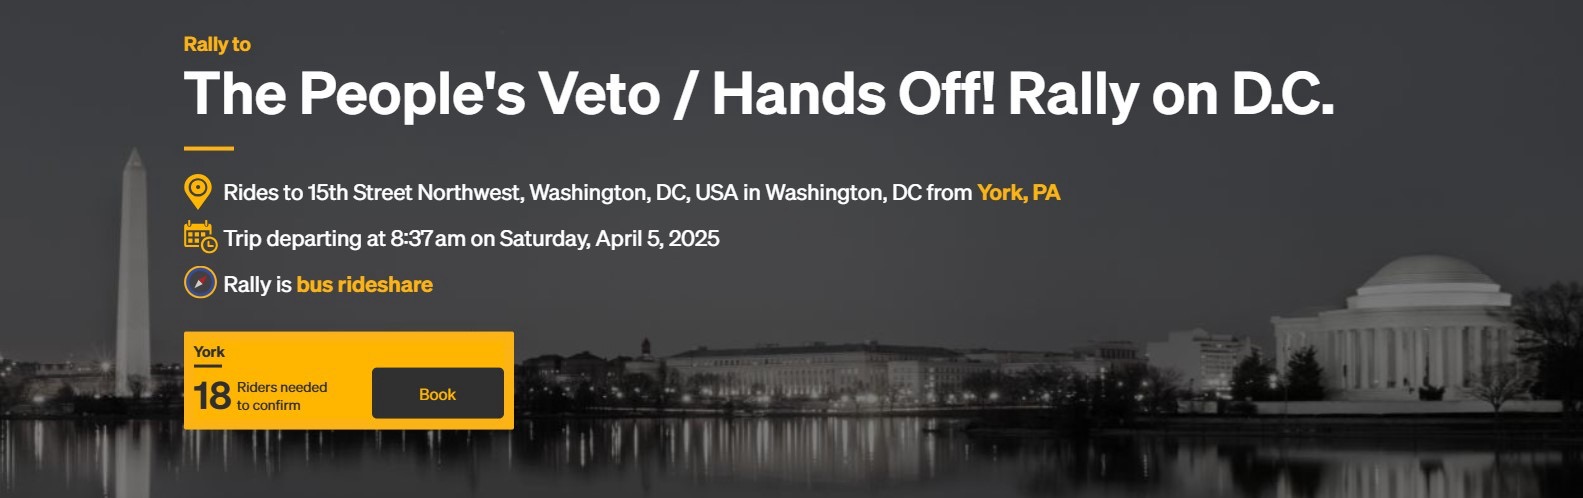 Rally to
The People's Veto / Hands Off! Rally on D.C.
Rides to 15th Street Northwest, Washington, DC, USA in Washington, DC from York, PA
Trip departing at 8:37am on Saturday, April 5, 2025
Rally is bus rideshare
York
18 Riders needed
to confirm
Book